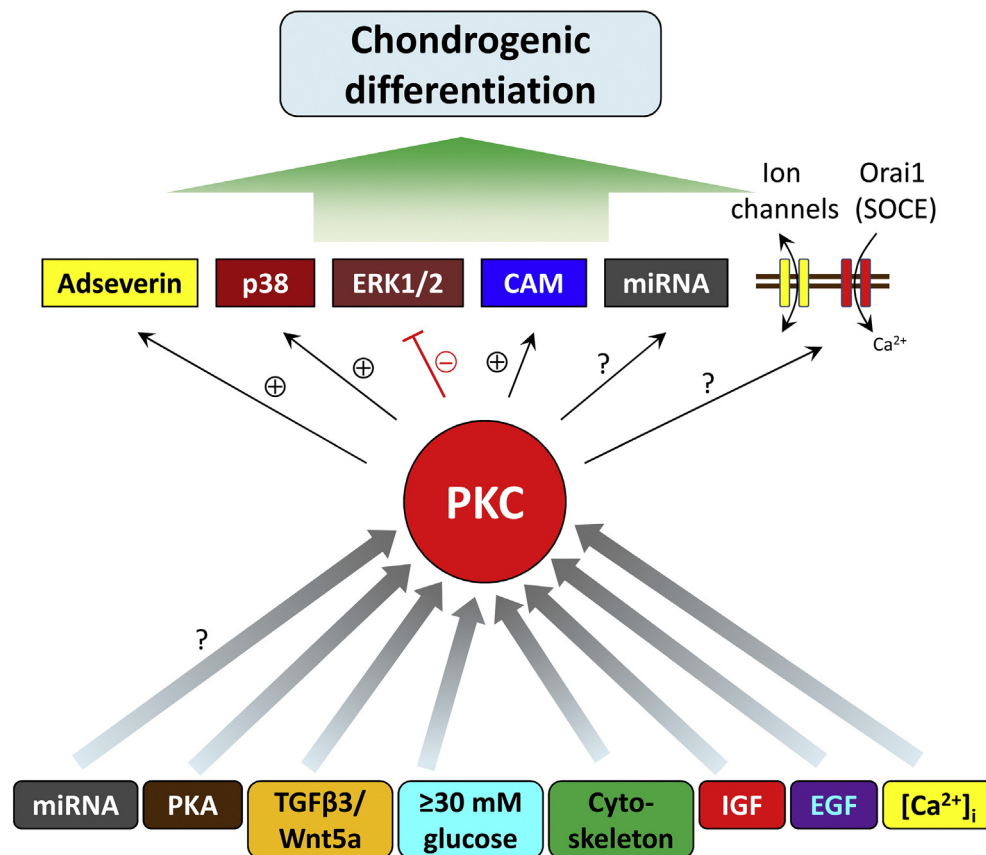 Chondrogenic
differentiation
Ion
channels
Orai1
(SOCE)
Adseverin
p38
ERK1/2
CAM
miRNA
Ca²⁺
⊕
⊕
⊖
⊕
?
?
PKC
?
miRNA
PKA
TGFβ3/
Wnt5a
≥30 mM
glucose
Cyto-
skeleton
IGF
EGF
[Ca²⁺]ᵢ